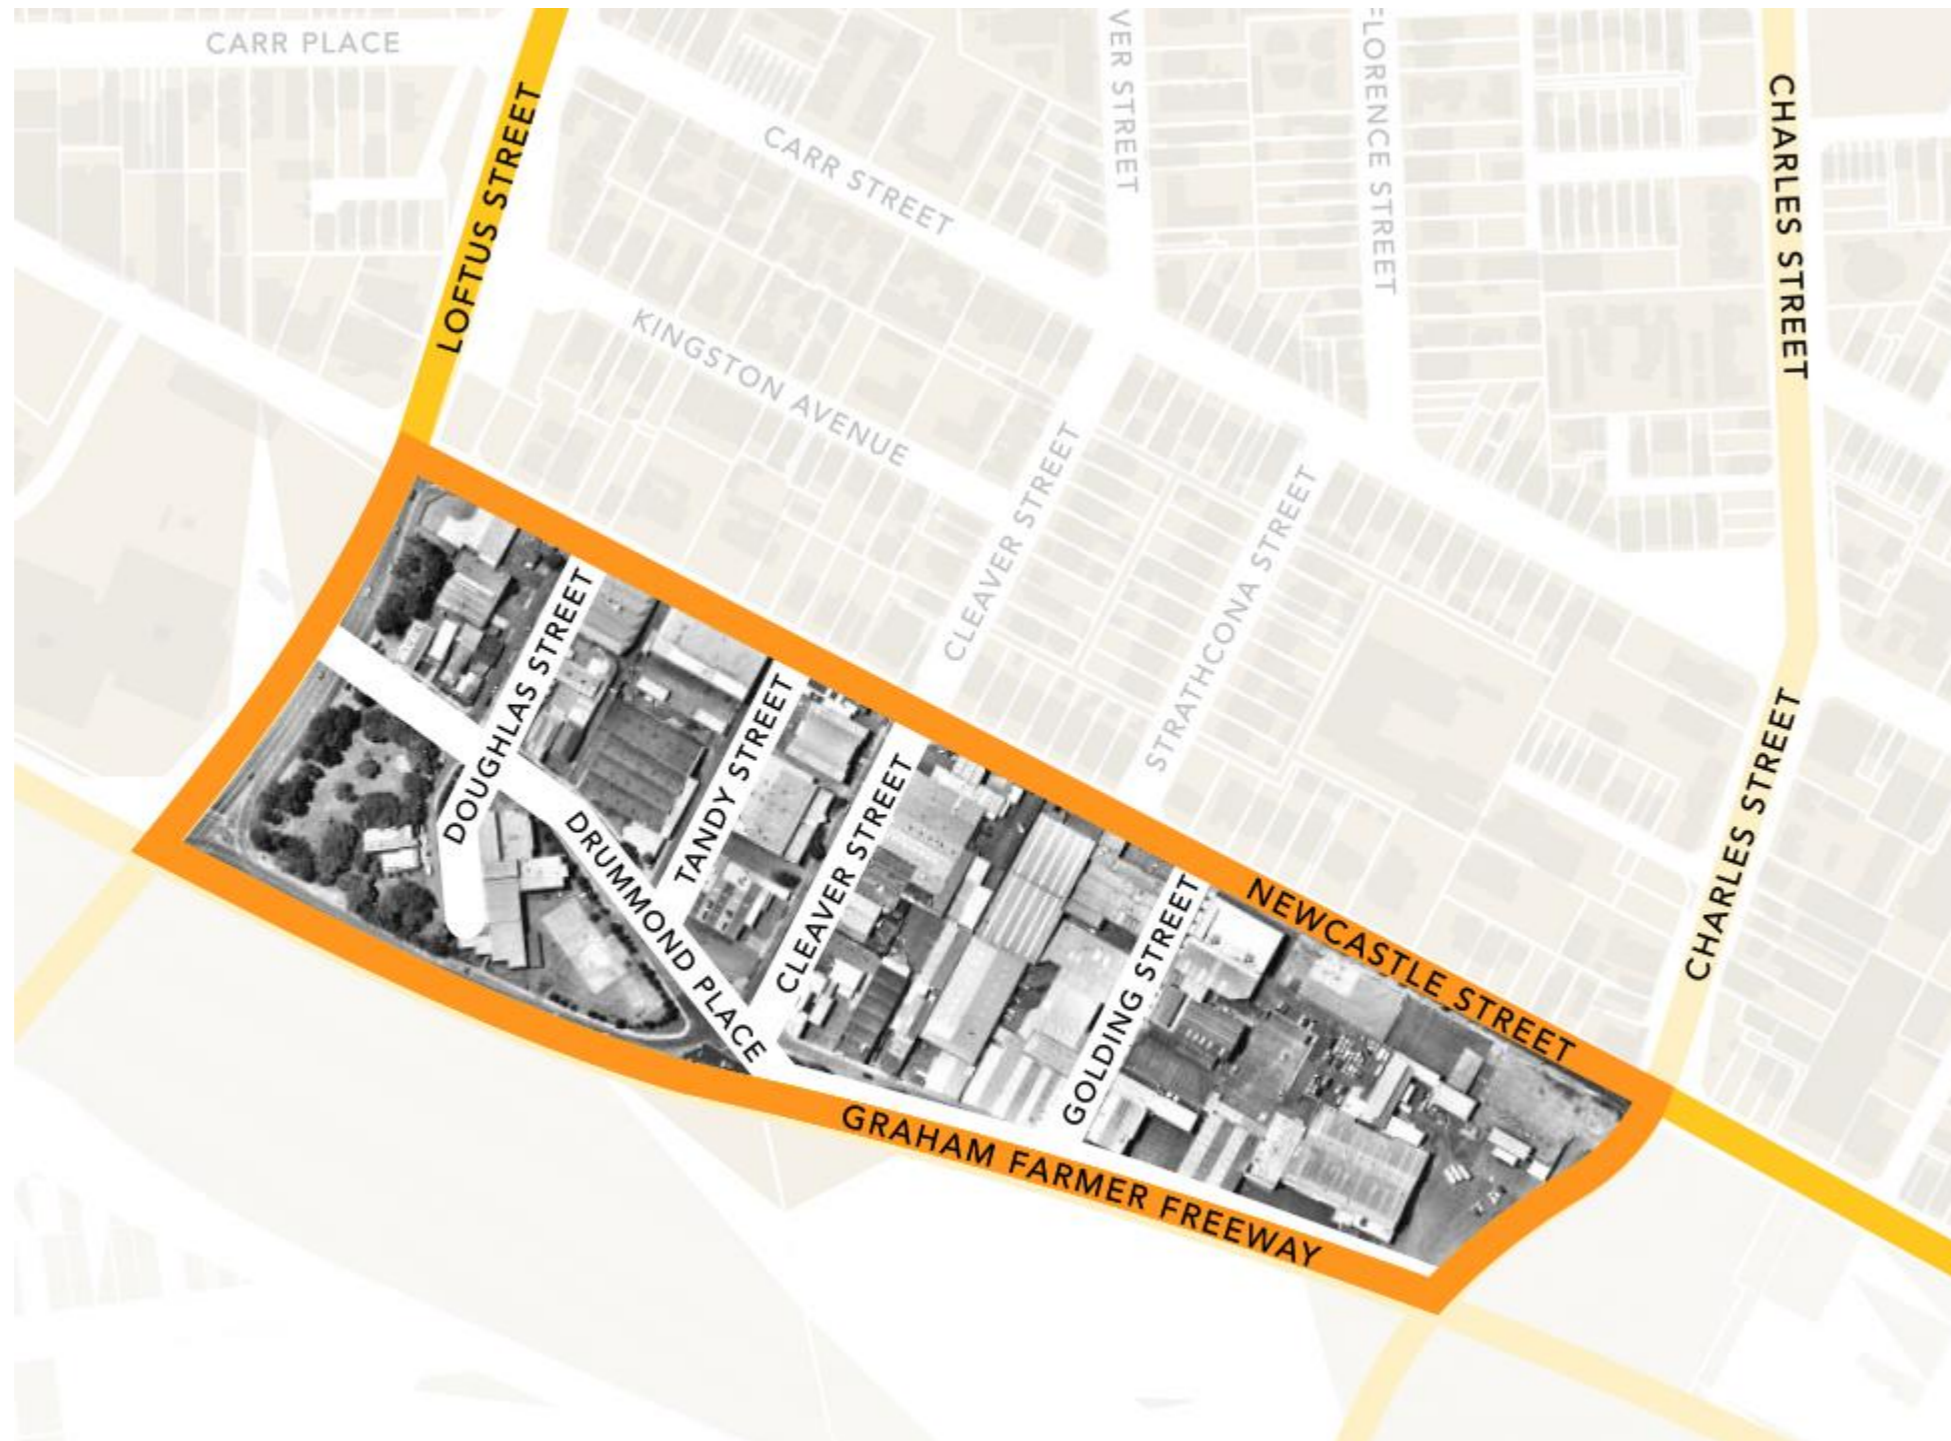 CARR PLACE
LOFTUS STREET
CARR STREET
VER STREET
FLORENCE STREET
CHARLES STREET
KINGSTON AVENUE
CLEAVER STREET
STRATHCONA STREET
CHARLES STREET
DOUGHLAS STREET
TANDY STREET
DRUMMOND PLACE
CLEAVER STREET
GOLDING STREET
NEWCASTLE STREET
GRAHAM FARMER FREEWAY